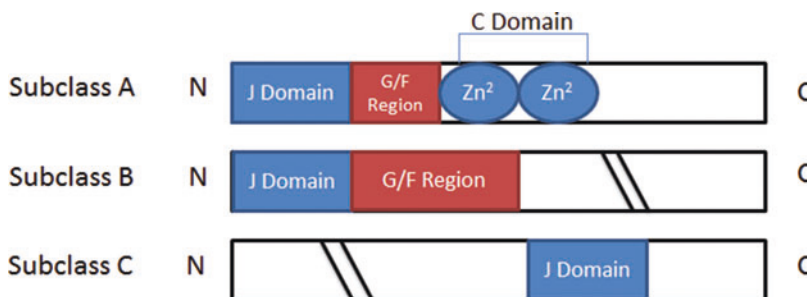 C Domain
Subclass A N J Domain G/F Region Zn2 Zn2 C
Subclass B N J Domain G/F Region C
Subclass C N J Domain C